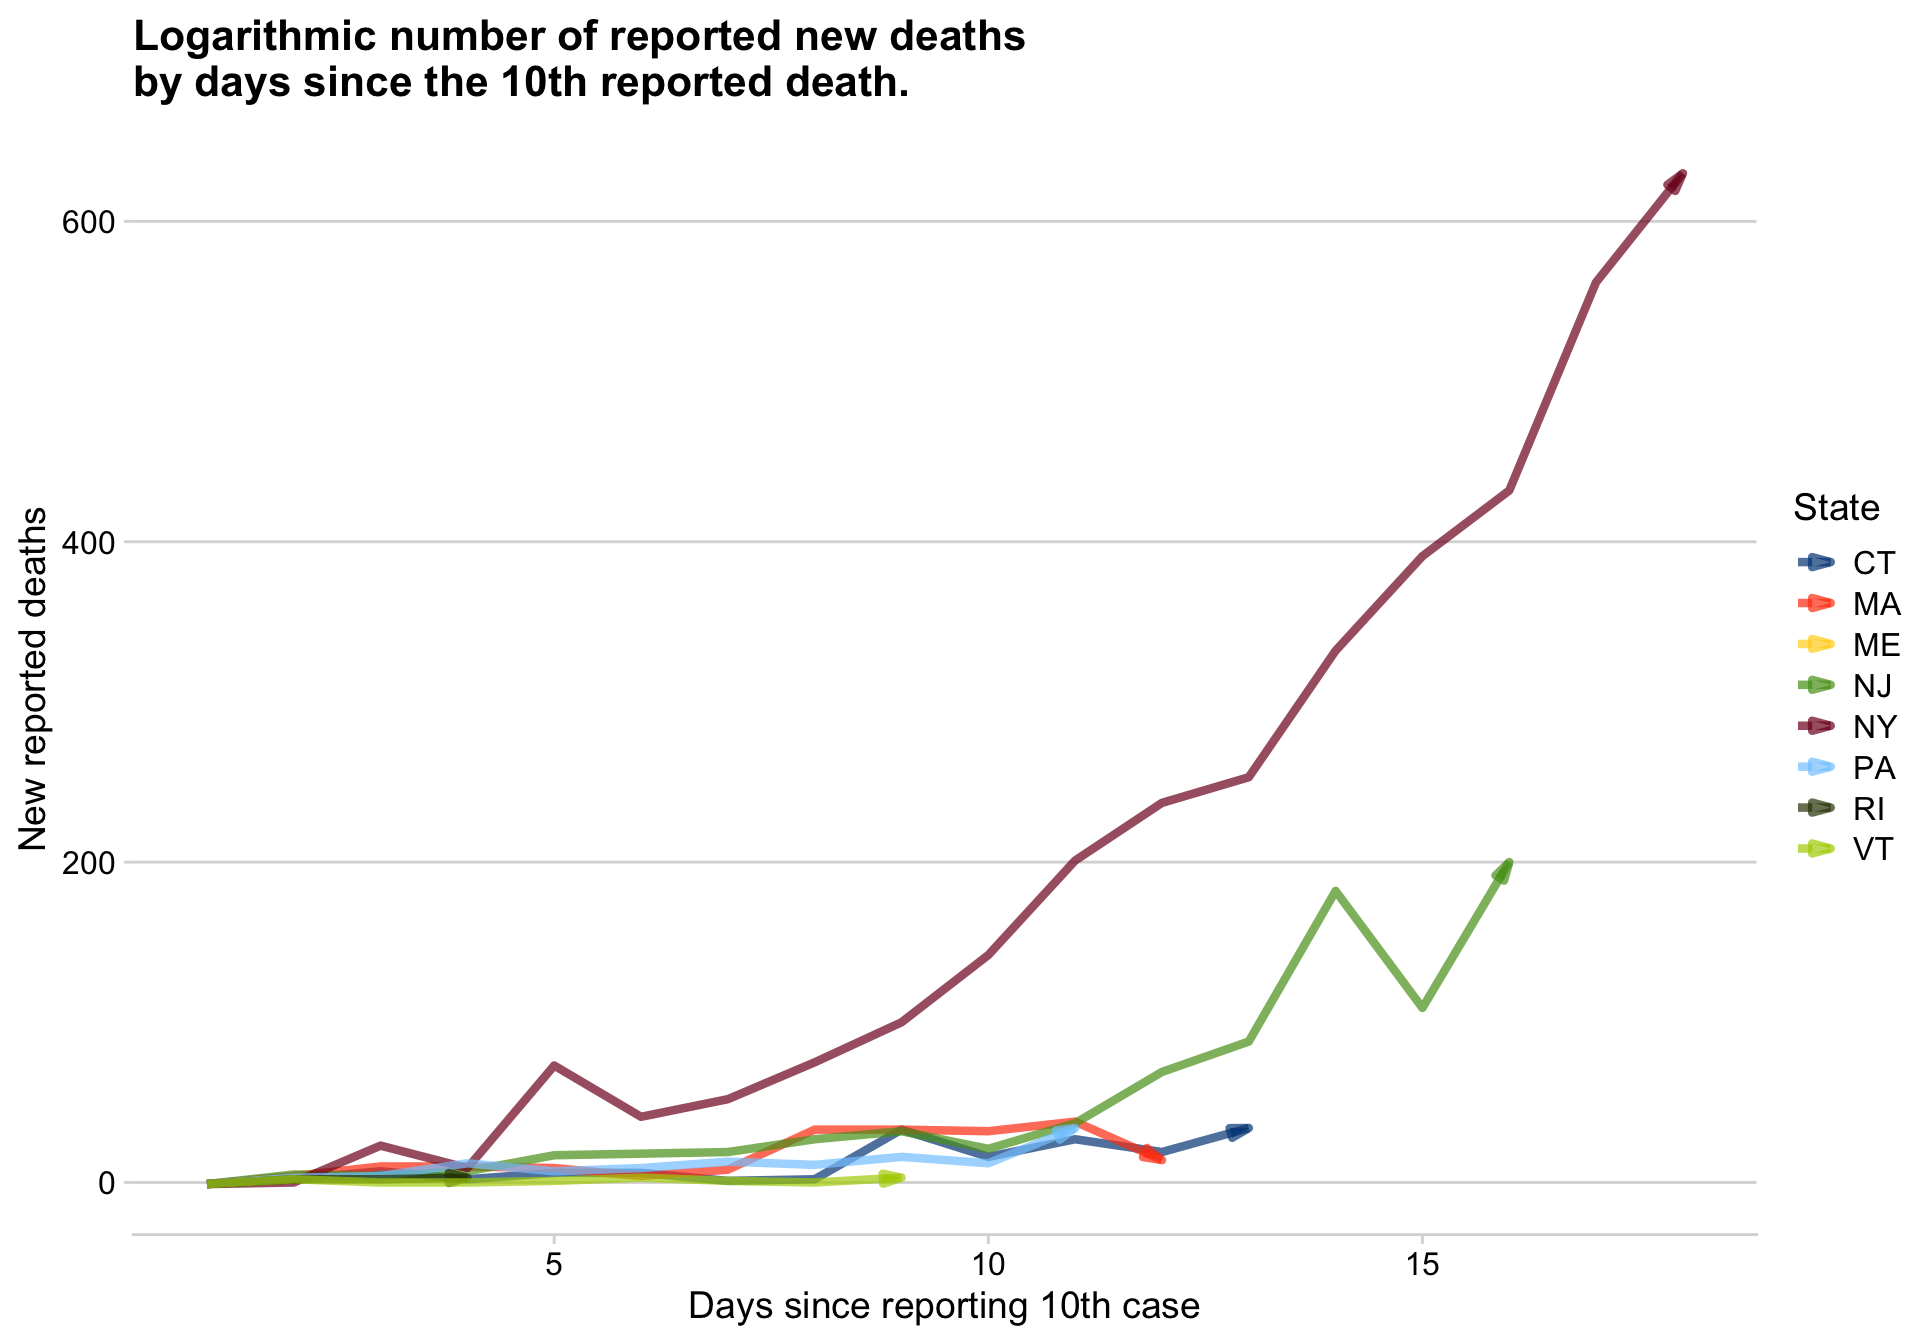 Logarithmic number of reported new deaths
by days since the 10th reported death.
600
400
200
0
New reported deaths
5
10
15
Days since reporting 10th case
State
CT
MA
ME
NJ
NY
PA
RI
VT